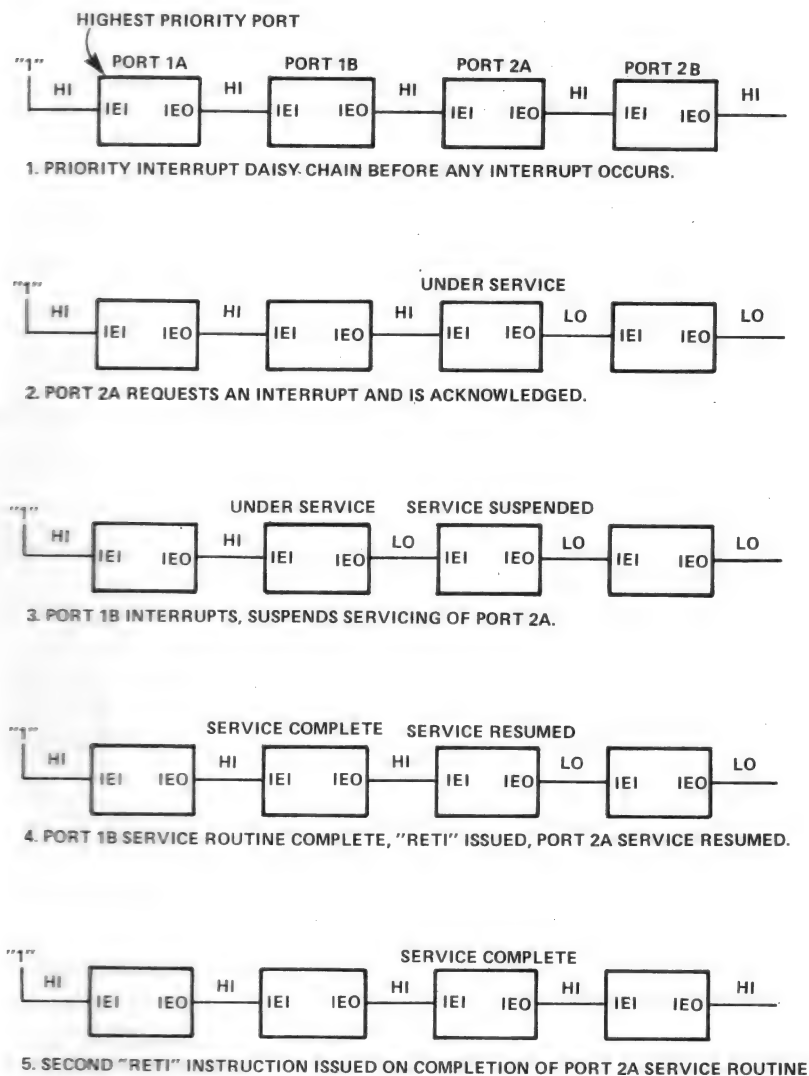 HIGHEST PRIORITY PORT
"1" HI PORT 1A HI PORT 1B HI PORT 2A HI PORT 2B HI
IEI IEO IEI IEO IEI IEO IEI IEO
1. PRIORITY INTERRUPT DAISY-CHAIN BEFORE ANY INTERRUPT OCCURS.
UNDER SERVICE
"1" HI HI HI LO LO
IEI IEO IEI IEO IEI IEO IEI IEO
2. PORT 2A REQUESTS AN INTERRUPT AND IS ACKNOWLEDGED.
UNDER SERVICE SERVICE SUSPENDED
"1" HI HI LO LO LO
IEI IEO IEI IEO IEI IEO IEI IEO
3. PORT 1B INTERRUPTS, SUSPENDS SERVICING OF PORT 2A.
SERVICE COMPLETE SERVICE RESUMED
"1" HI HI HI LO LO
IEI IEO IEI IEO IEI IEO IEI IEO
4. PORT 1B SERVICE ROUTINE COMPLETE, "RETI" ISSUED, PORT 2A SERVICE RESUMED.
SERVICE COMPLETE
"1" HI HI HI HI HI
IEI IEO IEI IEO IEI IEO IEI IEO
5. SECOND "RETI" INSTRUCTION ISSUED ON COMPLETION OF PORT 2A SERVICE ROUTINE